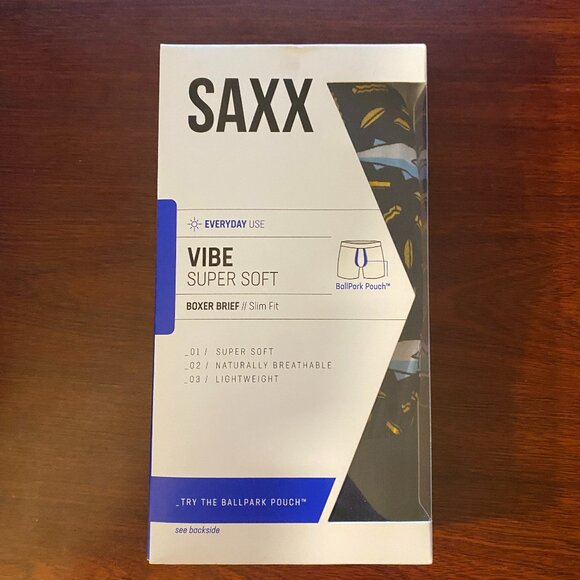 SAXX
EVERYDAY USE
VIBE
SUPER SOFT
BOXER BRIEF // Slim Fit
BallPark Pouch™
_01 / SUPER SOFT
_02 / NATURALLY BREATHABLE
_03 / LIGHTWEIGHT
_TRY THE BALLPARK POUCH™
see backside